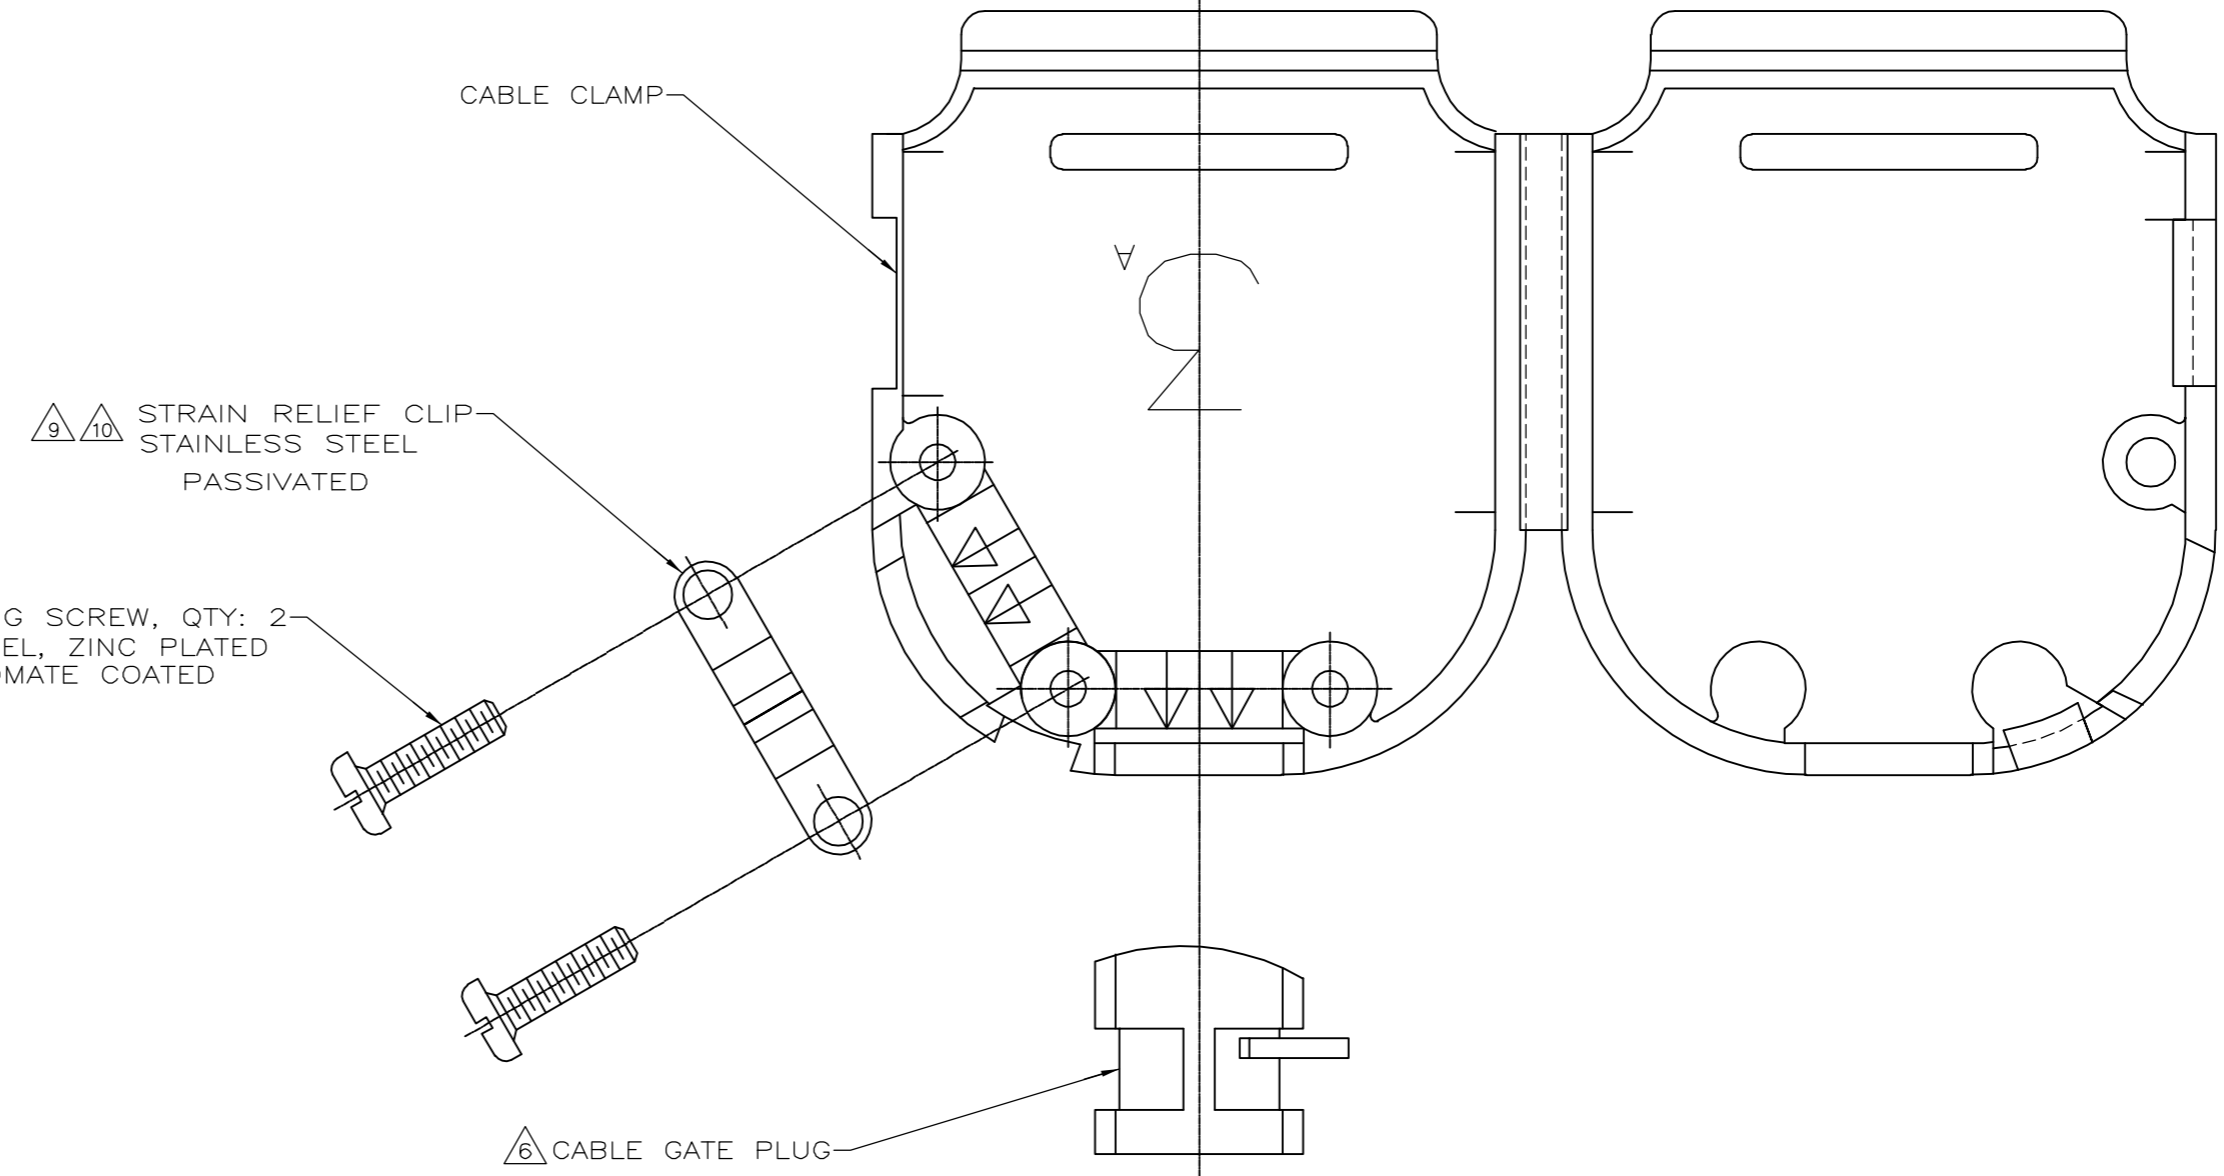 CABLE CLAMP
9 10 STRAIN RELIEF CLIP
STAINLESS STEEL
PASSIVATED
G SCREW, QTY: 2
EL, ZINC PLATED
OMATE COATED
A
6 CABLE GATE PLUG